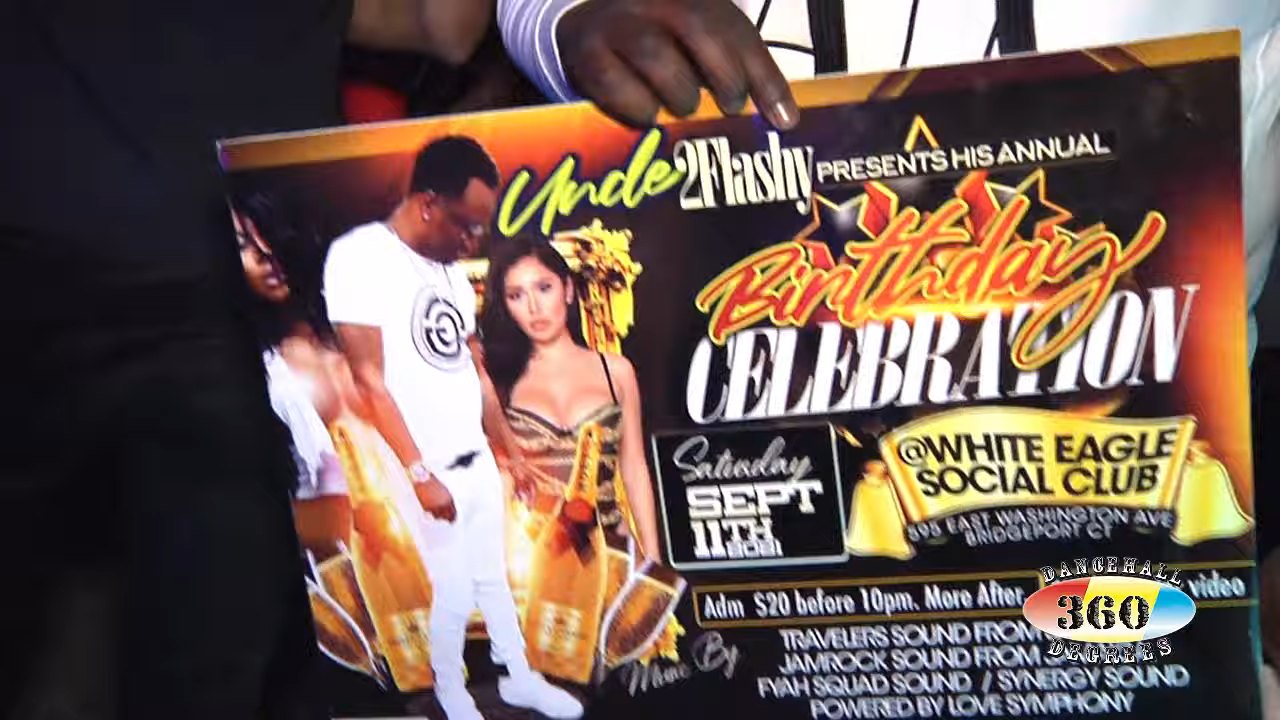 Unde 2Flashy PRESENTS HIS ANNUAL
Birthday
CELEBRATION
@WHITE EAGLE
SOCIAL CLUB
595 EAST WASHINGTON AVE
BRIDGEPORT CT
Saturday
SEPT
11TH
2021
Adm $20 before 10pm. More After. video
Music By
TRAVELERS SOUND FROM
JAMROCK SOUND FROM
FYAH SQUAD SOUND / SYNERGY SOUND
POWERED BY LOVE SYMPHONY
DANCEHALL
360
DEGREES